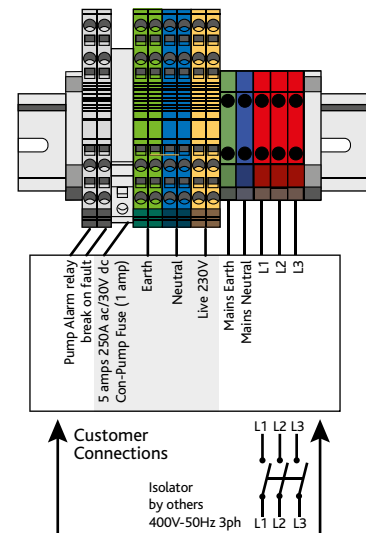 Pump Alarm relay
break on fault
5 amps 250A ac/30V dc
Con-Pump Fuse (1 amp)
Earth
Neutral
Live 230V
Mains Earth
Mains Neutral
L1
L2
L3
Customer
Connections
L1 L2 L3
Isolator
by others
400V-50Hz 3ph
L1 L2 L3